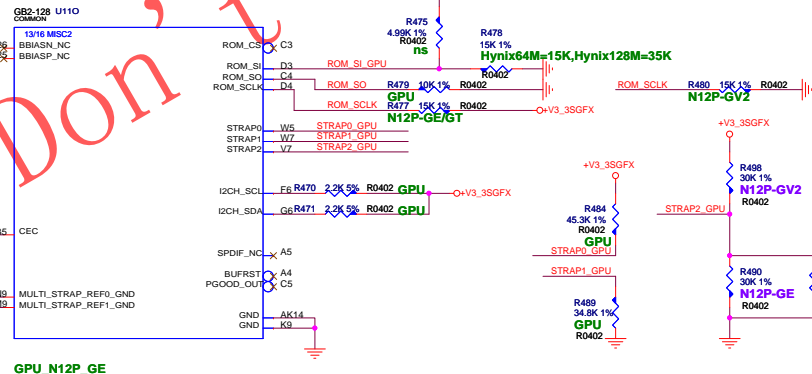 GB2-128 U11O
COMMON
13/16 MISC2
BBIASN_NC
BBIASP_NC
ROM_CS C3
ROM_SI D3 ROM_SI_GPU
ROM_SO C4 ROM_SO
ROM_SCLK D4 ROM_SCLK
R475
4.99K 1%
R0402
ns
R478
15K 1%
Hynix64M=15K,Hynix128M=35K
R0402
R479 10K 1% R0402
GPU
R477 15K 1% R0402 +V3_3SGFX
N12P-GE/GT
ROM_SCLK R480 15K 1% R0402
N12P-GV2
STRAP0 W5 STRAP0_GPU
STRAP1 W7 STRAP1_GPU
STRAP2 V7 STRAP2_GPU
I2CH_SCL F6 R470 2.2K 5% R0402 GPU +V3_3SGFX
I2CH_SDA G6 R471 2.2K 5% R0402 GPU
CEC
SPDIF_NC A5
BUFRST A4
PGOOD_OUT C5
MULTI_STRAP_REF0_GND
MULTI_STRAP_REF1_GND
GND AK14
GND K9
+V3_3SGFX
R484
45.3K 1%
R0402
GPU
STRAP0_GPU
STRAP1_GPU
R489
34.8K 1%
GPU
R0402
+V3_3SGFX
R498
30K 1%
N12P-GV2
R0402
STRAP2_GPU
R490
30K 1%
N12P-GE
R0402
GPU_N12P_GE
Don't